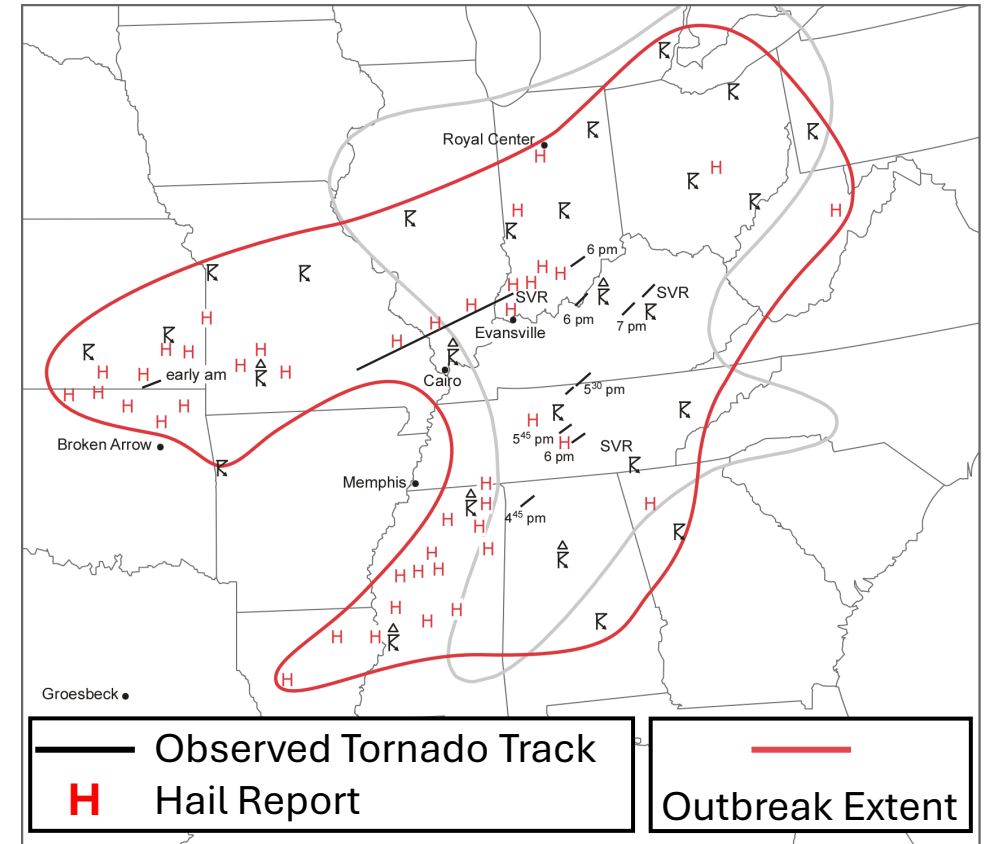 Royal Center
H
H
H
H
6 pm
H
H
H
H
SVR
SVR
H
H
6 pm
7 pm
H
H
Evansville
H
H
H
H
H
H
H
H
early am
Cairo
5³⁰ pm
H
H
H
H
H
H
5⁴⁵ pm
H
6 pm
SVR
Broken Arrow
Memphis
H
H
H
4⁴⁵ pm
H
H
H
H
H
H
H
H
H
H
H
H
H
Groesbeck
Observed Tornado Track
H Hail Report
Outbreak Extent